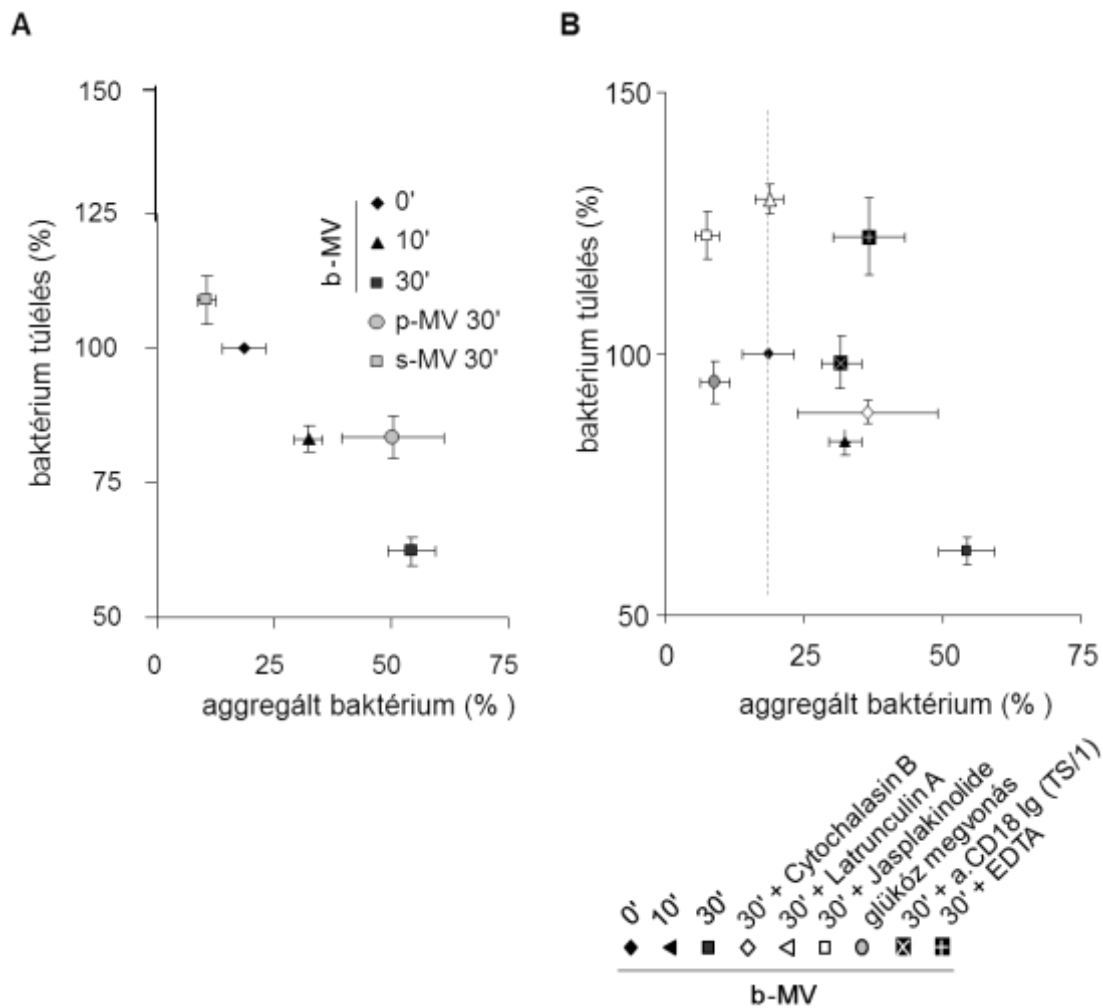 A
150
125
100
75
50
0
25
50
75
baktérium túlélés (%)
aggregált baktérium (% )
b-MV
0'
10'
30'
p-MV 30'
s-MV 30'
B
150
100
50
0
25
50
75
baktérium túlélés (%)
aggregált baktérium (% )
0'
10'
30'
30' + Cytochalasin B
30' + Latrunculin A
30' + Jasplakinolide
glükóz megvonás
30' + a.CD18 Ig (TS/1)
30' + EDTA
b-MV